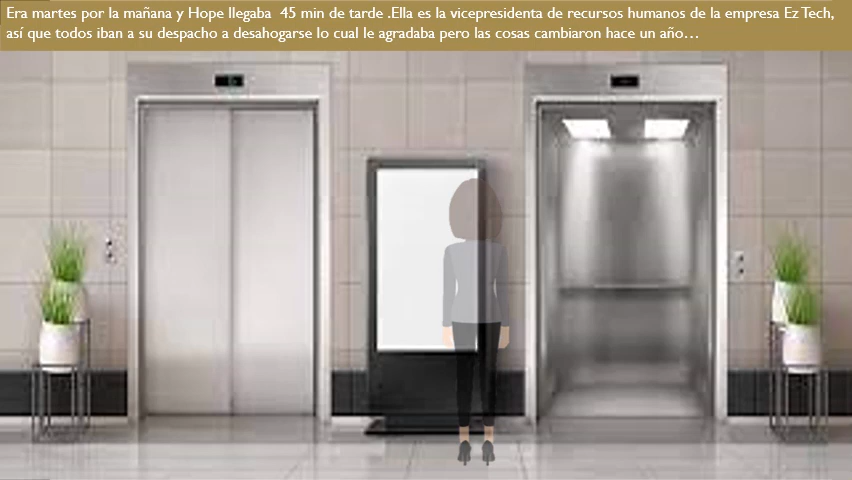 Era martes por la mañana y Hope llegaba  45 min de tarde .Ella es la vicepresidenta de recursos humanos de la empresa Ez Tech,
así que todos iban a su despacho a desahogarse lo cual le agradaba pero las cosas cambiaron hace un año…